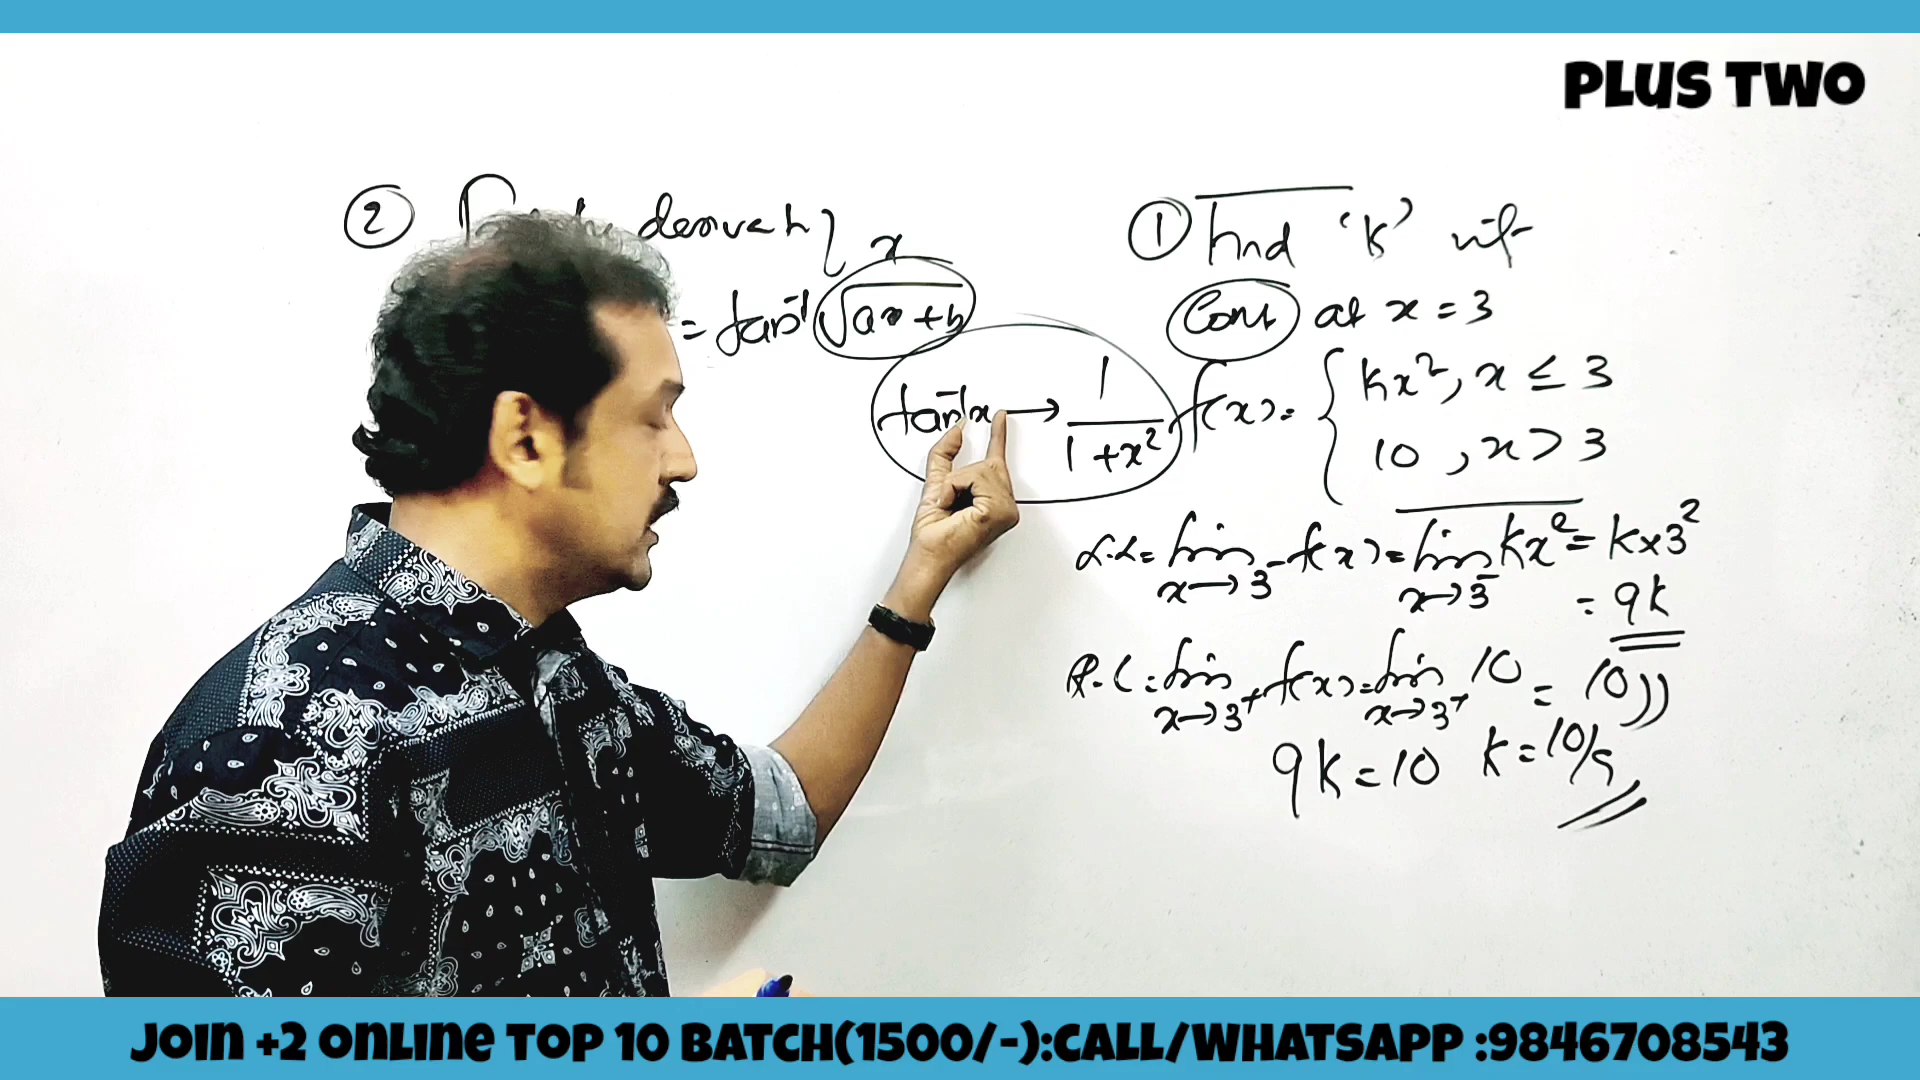 PLUS TWO
② derivat
x
= tan⁻¹ √ax+b
tan⁻¹x → 1/1+x²
① Find 'k' if
Cont at x = 3
f(x) = { kx², x ≤ 3
10, x > 3
L.L = lim x→3⁻ f(x) = lim x→3⁻ kx² = k×3²
= 9k
R.L = lim x→3⁺ f(x) = lim x→3⁺ 10 = 10
9k = 10 k = 10/9
JOIN +2 ONLINE TOP 10 BATCH(1500/-):CALL/WHATSAPP :9846708543